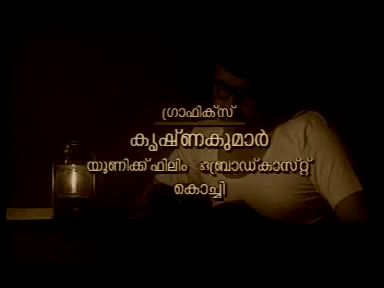 ഗ്രാഫിക്സ്
കൃഷ്ണകുമാർ
യൂണിക്ക് ഫിലിം ബ്രോഡ്കാസ്റ്റ്
കൊച്ചി